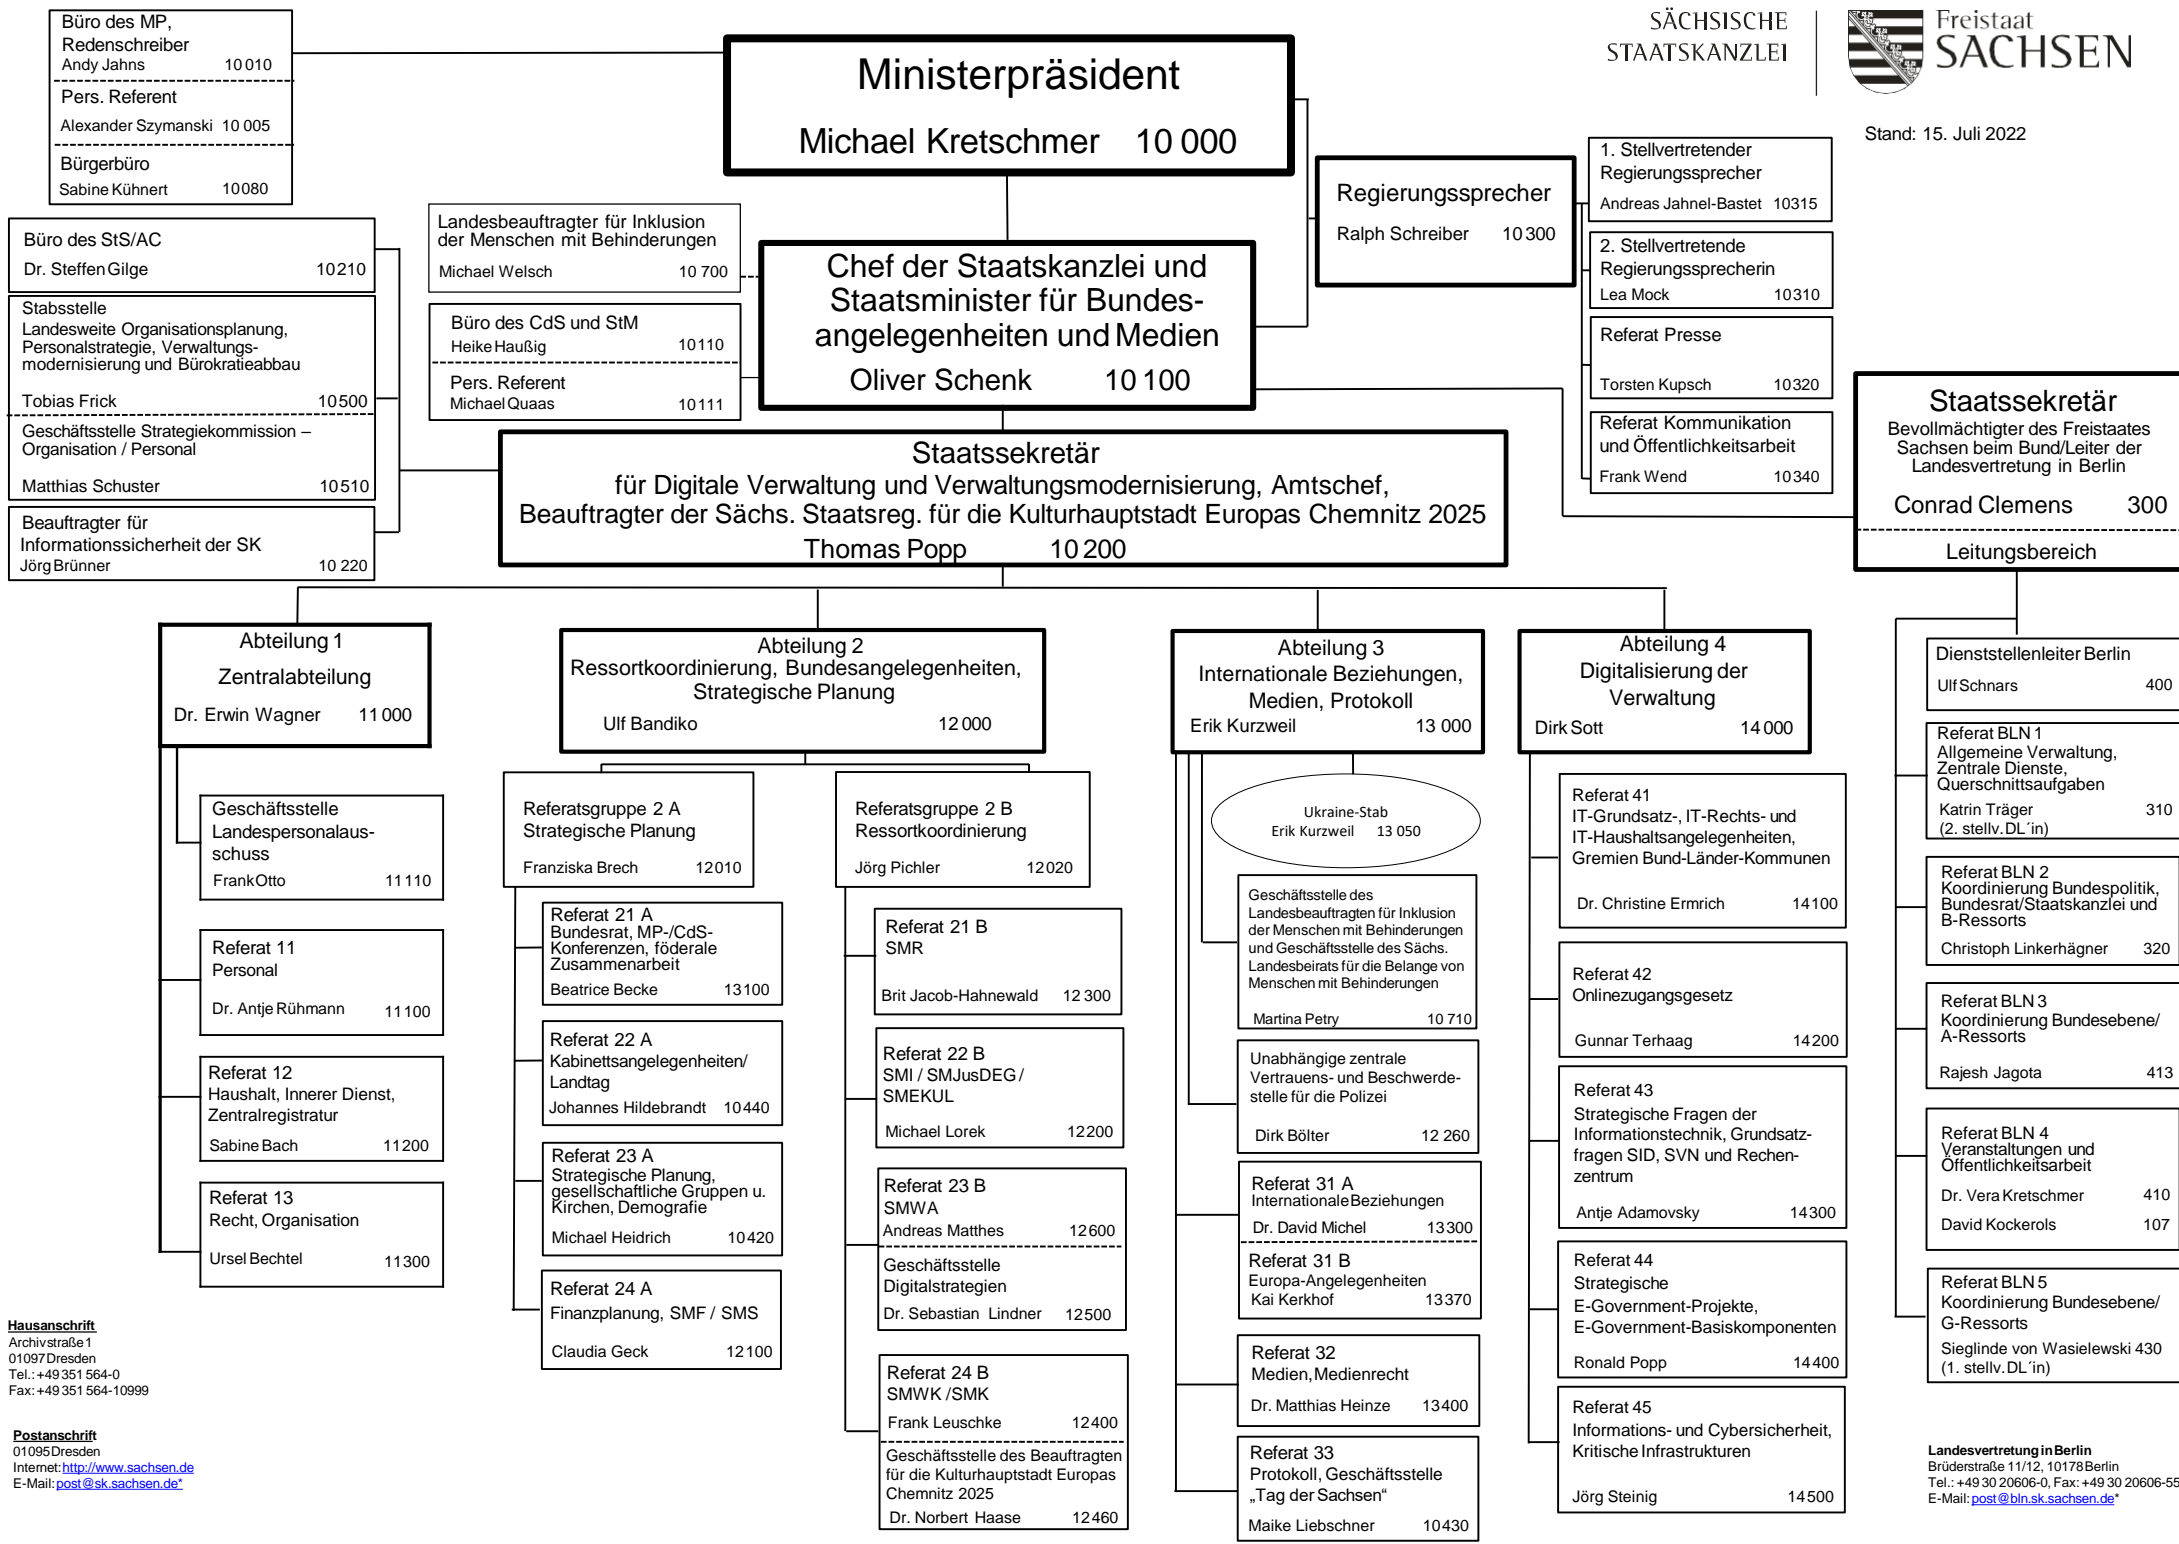 SÄCHSISCHE
STAATSKANZLEI
Freistaat
SACHSEN
Stand: 15. Juli 2022
Büro des MP,
Redenschreiber
Andy Jahns 10 010
Pers. Referent
Alexander Szymanski 10 005
Bürgerbüro
Sabine Kühnert 10 080
Ministerpräsident
Michael Kretschmer 10 000
Regierungssprecher
Ralph Schreiber 10 300
1. Stellvertretender
Regierungssprecher
Andreas Jahnel-Bastet 10315
2. Stellvertretende
Regierungssprecherin
Lea Mock 10310
Referat Presse
Torsten Kupsch 10320
Referat Kommunikation
und Öffentlichkeitsarbeit
Frank Wend 10340
Büro des StS/AC
Dr. Steffen Gilge 10210
Stabsstelle
Landesweite Organisationsplanung,
Personalstrategie, Verwaltungs-
modernisierung und Bürokratieabbau
Tobias Frick 10500
Geschäftsstelle Strategiekommission –
Organisation / Personal
Matthias Schuster 10510
Beauftragter für
Informationssicherheit der SK
Jörg Brünner 10 220
Landesbeauftragter für Inklusion
der Menschen mit Behinderungen
Michael Welsch 10 700
Büro des CdS und StM
Heike Haußig 10110
Pers. Referent
Michael Quaas 10111
Chef der Staatskanzlei und
Staatsminister für Bundes-
angelegenheiten und Medien
Oliver Schenk 10 100
Staatssekretär
für Digitale Verwaltung und Verwaltungsmodernisierung, Amtschef,
Beauftragter der Sächs. Staatsreg. für die Kulturhauptstadt Europas Chemnitz 2025
Thomas Popp 10 200
Staatssekretär
Bevollmächtigter des Freistaates
Sachsen beim Bund/Leiter der
Landesvertretung in Berlin
Conrad Clemens 300
Leitungsbereich
Abteilung 1
Zentralabteilung
Dr. Erwin Wagner 11 000
Geschäftsstelle
Landespersonalaus-
schuss
Frank Otto 11110
Referat 11
Personal
Dr. Antje Rühmann 11100
Referat 12
Haushalt, Innerer Dienst,
Zentralregistratur
Sabine Bach 11200
Referat 13
Recht, Organisation
Ursel Bechtel 11300
Abteilung 2
Ressortkoordinierung, Bundesangelegenheiten,
Strategische Planung
Ulf Bandiko 12 000
Referatsgruppe 2 A
Strategische Planung
Franziska Brech 12010
Referat 21 A
Bundesrat, MP-/CdS-
Konferenzen, föderale
Zusammenarbeit
Beatrice Becke 13100
Referat 22 A
Kabinettsangelegenheiten/
Landtag
Johannes Hildebrandt 10440
Referat 23 A
Strategische Planung,
gesellschaftliche Gruppen u.
Kirchen, Demografie
Michael Heidrich 10420
Referat 24 A
Finanzplanung, SMF / SMS
Claudia Geck 12100
Referatsgruppe 2 B
Ressortkoordinierung
Jörg Pichler 12020
Referat 21 B
SMR
Brit Jacob-Hahnewald 12 300
Referat 22 B
SMI / SMJusDEG /
SMEKUL
Michael Lorek 12200
Referat 23 B
SMWA
Andreas Matthes 12600
Geschäftsstelle
Digitalstrategien
Dr. Sebastian Lindner 12500
Referat 24 B
SMWK /SMK
Frank Leuschke 12400
Geschäftsstelle des Beauftragten
für die Kulturhauptstadt Europas
Chemnitz 2025
Dr. Norbert Haase 12460
Abteilung 3
Internationale Beziehungen,
Medien, Protokoll
Erik Kurzweil 13 000
Ukraine-Stab
Erik Kurzweil 13 050
Geschäftsstelle des
Landesbeauftragten für Inklusion
der Menschen mit Behinderungen
und Geschäftsstelle des Sächs.
Landesbeirats für die Belange von
Menschen mit Behinderungen
Martina Petry 10 710
Unabhängige zentrale
Vertrauens- und Beschwerde-
stelle für die Polizei
Dirk Bölter 12 260
Referat 31 A
Internationale Beziehungen
Dr. David Michel 13300
Referat 31 B
Europa-Angelegenheiten
Kai Kerkhof 13370
Referat 32
Medien, Medienrecht
Dr. Matthias Heinze 13400
Referat 33
Protokoll, Geschäftsstelle
„Tag der Sachsen“
Maike Liebschner 10430
Abteilung 4
Digitalisierung der
Verwaltung
Dirk Sott 14 000
Referat 41
IT-Grundsatz-, IT-Rechts- und
IT-Haushaltsangelegenheiten,
Gremien Bund-Länder-Kommunen
Dr. Christine Ermrich 14100
Referat 42
Onlinezugangsgesetz
Gunnar Terhaag 14200
Referat 43
Strategische Fragen der
Informationstechnik, Grundsatz-
fragen SID, SVN und Rechen-
zentrum
Antje Adamovsky 14300
Referat 44
Strategische
E-Government-Projekte,
E-Government-Basiskomponenten
Ronald Popp 14400
Referat 45
Informations- und Cybersicherheit,
Kritische Infrastrukturen
Jörg Steinig 14500
Dienststellenleiter Berlin
Ulf Schnars 400
Referat BLN 1
Allgemeine Verwaltung,
Zentrale Dienste,
Querschnittsaufgaben
Katrin Träger 310
(2. stellv. DL´in)
Referat BLN 2
Koordinierung Bundespolitik,
Bundesrat/Staatskanzlei und
B-Ressorts
Christoph Linkerhägner 320
Referat BLN 3
Koordinierung Bundesebene/
A-Ressorts
Rajesh Jagota 413
Referat BLN 4
Veranstaltungen und
Öffentlichkeitsarbeit
Dr. Vera Kretschmer 410
David Kockerols 107
Referat BLN 5
Koordinierung Bundesebene/
G-Ressorts
Sieglinde von Wasielewski 430
(1. stellv. DL´in)
Hausanschrift
Archivstraße 1
01097 Dresden
Tel.: +49 351 564-0
Fax: +49 351 564-10999
Postanschrift
01095 Dresden
Internet: http://www.sachsen.de
E-Mail: post@sk.sachsen.de*
Landesvertretung in Berlin
Brüderstraße 11/12, 10178 Berlin
Tel.: +49 30 20606-0, Fax: +49 30 20606-55
E-Mail: post@bln.sk.sachsen.de*